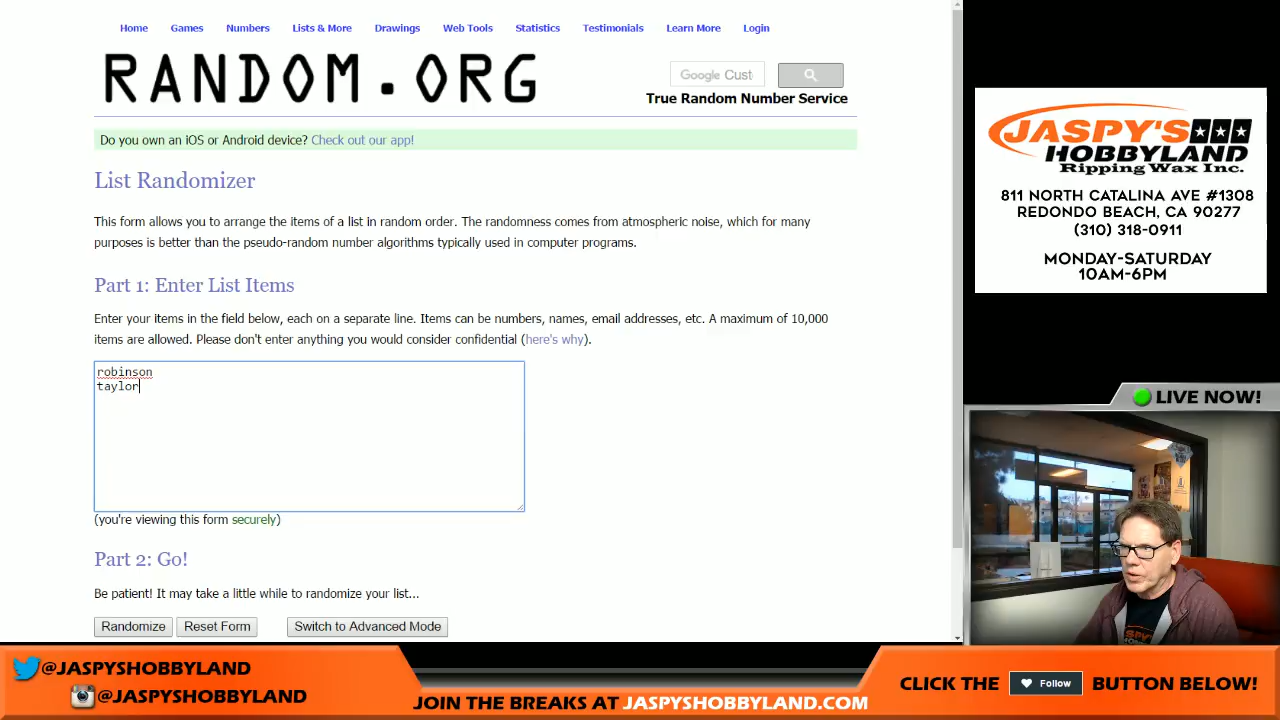 Home Games Numbers Lists & More Drawings Web Tools Statistics Testimonials Learn More Login
RANDOM.ORG
Google Cust
True Random Number Service
Do you own an iOS or Android device? Check out our app!
List Randomizer
This form allows you to arrange the items of a list in random order. The randomness comes from atmospheric noise, which for many
purposes is better than the pseudo-random number algorithms typically used in computer programs.
Part 1: Enter List Items
Enter your items in the field below, each on a separate line. Items can be numbers, names, email addresses, etc. A maximum of 10,000
items are allowed. Please don't enter anything you would consider confidential (here's why).
robinson
taylor
(you're viewing this form securely)
Part 2: Go!
Be patient! It may take a little while to randomize your list...
Randomize Reset Form Switch to Advanced Mode
JASPY'S
HOBBYLAND
Ripping Wax Inc.
811 NORTH CATALINA AVE #1308
REDONDO BEACH, CA 90277
(310) 318-0911
MONDAY-SATURDAY
10AM-6PM
LIVE NOW!
@JASPYSHOBBYLAND
@JASPYSHOBBYLAND
JOIN THE BREAKS AT JASPYSHOBBYLAND.COM
CLICK THE Follow BUTTON BELOW!